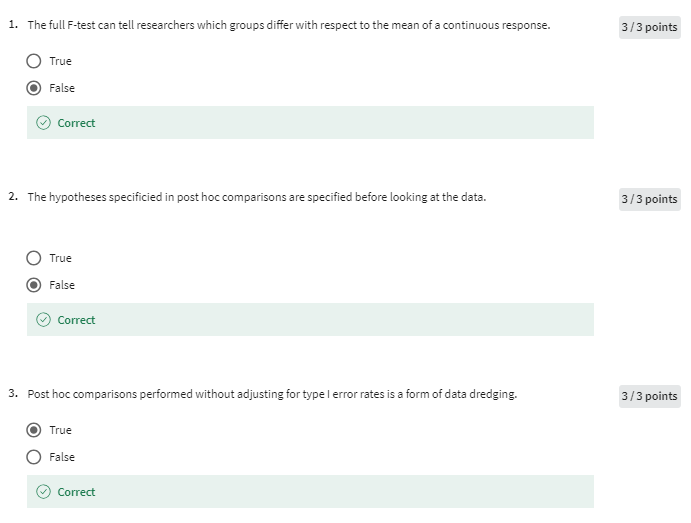 1. The full F-test can tell researchers which groups differ with respect to the mean of a continuous response. 3 / 3 points
True
False
Correct
2. The hypotheses specificied in post hoc comparisons are specified before looking at the data. 3 / 3 points
True
False
Correct
3. Post hoc comparisons performed without adjusting for type I error rates is a form of data dredging. 3 / 3 points
True
False
Correct